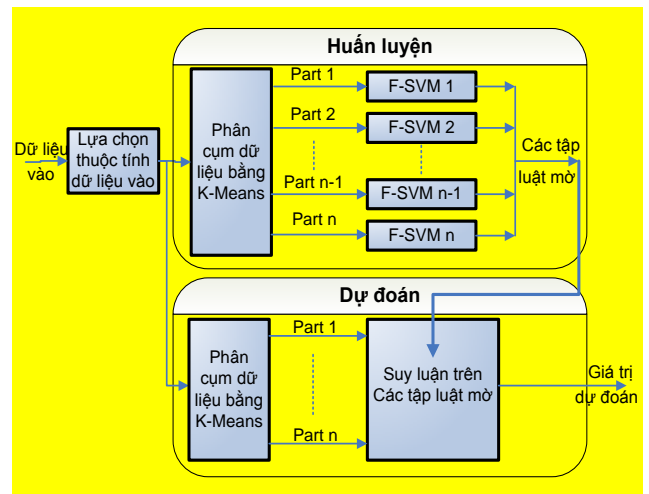 Huấn luyện
Dữ liệu
vào
Lựa chọn
thuộc tính
dữ liệu vào
Phân
cụm dữ
liệu bằng
K-Means
Part 1
Part 2
Part n-1
Part n
F-SVM 1
F-SVM 2
F-SVM n-1
F-SVM n
Các tập
luật mờ
Dự đoán
Phân
cụm dữ
liệu bằng
K-Means
Part 1
Part n
Suy luận trên
Các tập luật mờ
Giá trị
dự đoán